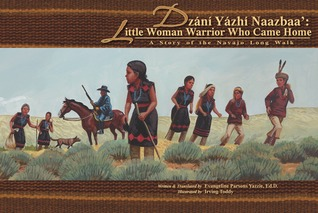 Dzání Yázhí Naazbaa':
Little Woman Warrior Who Came Home
A Story of the Navajo Long Walk
Written & Translated by Evangeline Parsons Yazzie, Ed.D.
Illustrated by Irving Toddy